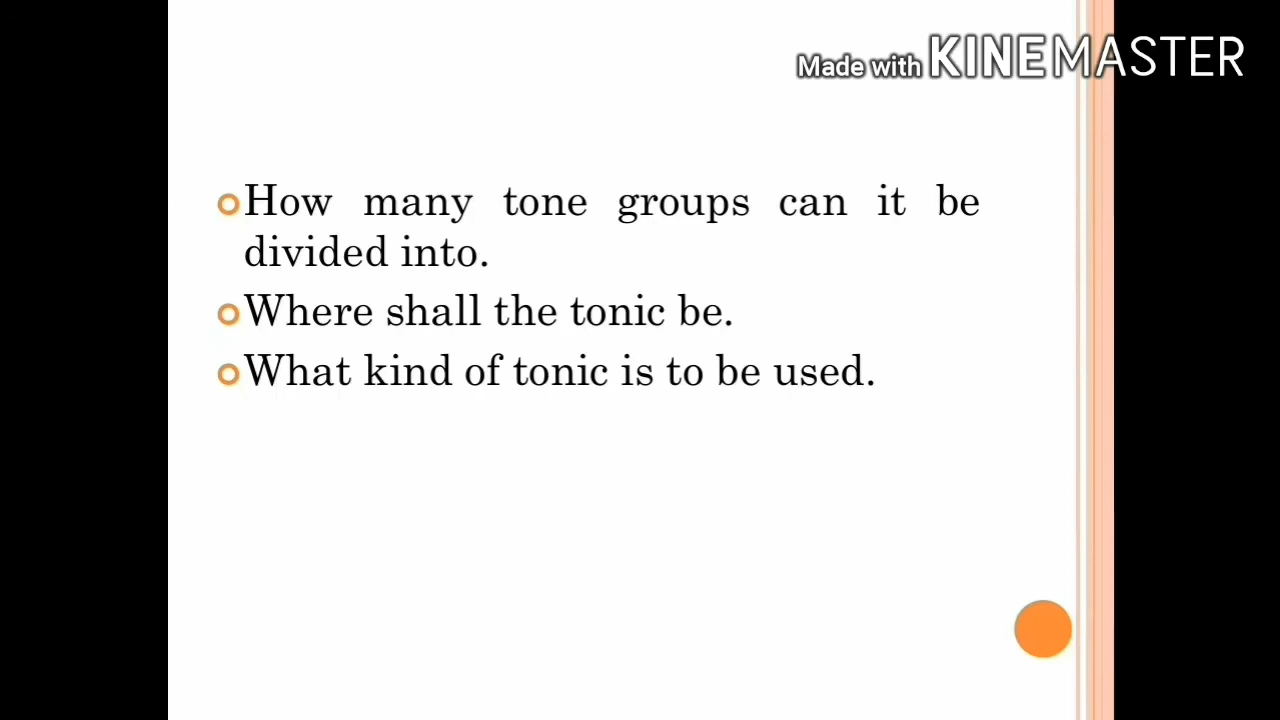 Made with KINEMASTER
How many tone groups can it be
divided into.
Where shall the tonic be.
What kind of tonic is to be used.